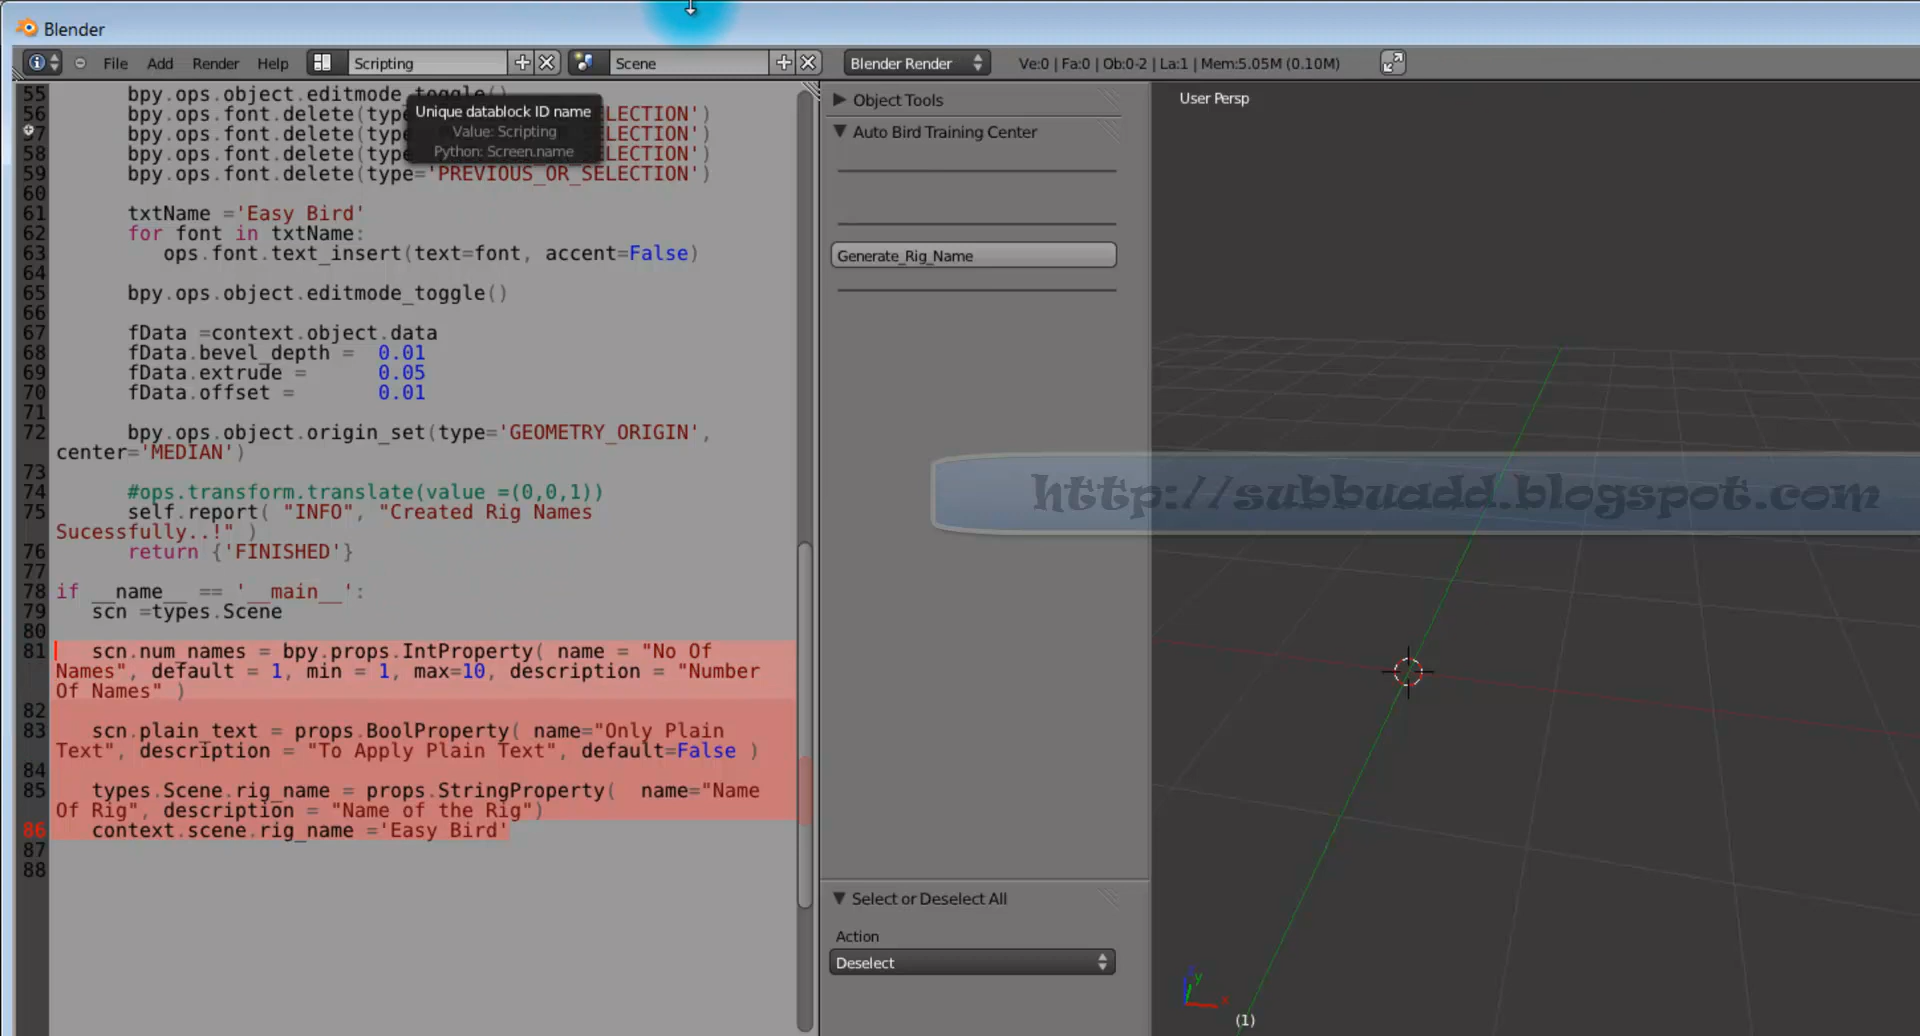 Blender
File Add Render Help Scripting Scene Blender Render Ve:0 | Fa:0 | Ob:0-2 | La:1 | Mem:5.05M (0.10M)
55 bpy.ops.object.editmode_toggle()
56 bpy.ops.font.delete(type LECTION')
57 bpy.ops.font.delete(type LECTION')
58 bpy.ops.font.delete(type LECTION')
59 bpy.ops.font.delete(type='PREVIOUS_OR_SELECTION')
60
61 txtName ='Easy Bird'
62 for font in txtName:
63 ops.font.text_insert(text=font, accent=False)
64
65 bpy.ops.object.editmode_toggle()
66
67 fData =context.object.data
68 fData.bevel_depth = 0.01
69 fData.extrude = 0.05
70 fData.offset = 0.01
71
72 bpy.ops.object.origin_set(type='GEOMETRY_ORIGIN',
center='MEDIAN')
73
74 #ops.transform.translate(value =(0,0,1))
75 self.report( "INFO", "Created Rig Names
Sucessfully..!" )
76 return {'FINISHED'}
77
78 if __name__ == '__main__':
79 scn =types.Scene
80
81 scn.num_names = bpy.props.IntProperty( name = "No Of
Names", default = 1, min = 1, max=10, description = "Number
Of Names" )
82
83 scn.plain_text = props.BoolProperty( name="Only Plain
Text", description = "To Apply Plain Text", default=False )
84
85 types.Scene.rig_name = props.StringProperty( name="Name
Of Rig", description = "Name of the Rig")
86 context.scene.rig_name ='Easy Bird'
87
88
Unique datablock ID name
Value: Scripting
Python: Screen.name
Object Tools
Auto Bird Training Center
Generate_Rig_Name
Select or Deselect All
Action
Deselect
User Persp
http://subbuadd.blogspot.com
z
y
x
(1)